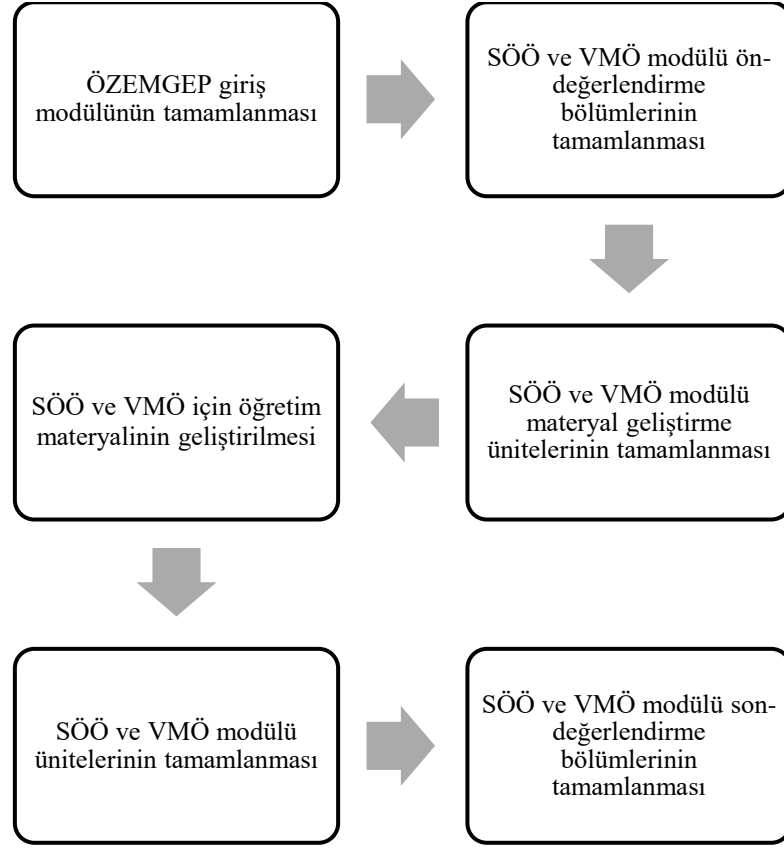 ÖZEMGEP giriş
modülünün tamamlanması
SÖÖ ve VMÖ modülü ön-
değerlendirme
bölümlerinin
tamamlanması
SÖÖ ve VMÖ modülü
materyal geliştirme
ünitelerinin tamamlanması
SÖÖ ve VMÖ için öğretim
materyalinin geliştirilmesi
SÖÖ ve VMÖ modülü
ünitelerinin tamamlanması
SÖÖ ve VMÖ modülü son-
değerlendirme
bölümlerinin
tamamlanması